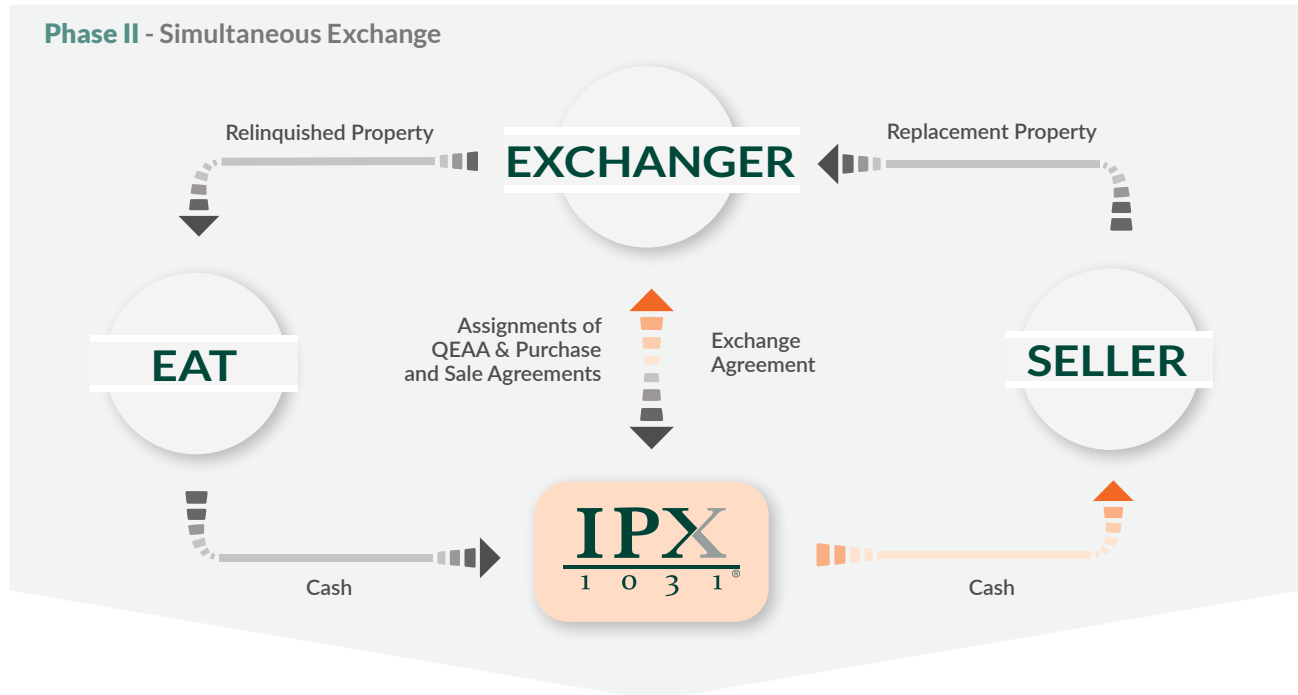 Phase II - Simultaneous Exchange
Relinquished Property
EXCHANGER
Replacement Property
Assignments of
QEAA & Purchase
and Sale Agreements
Exchange
Agreement
EAT
SELLER
IPX
1031®
Cash
Cash